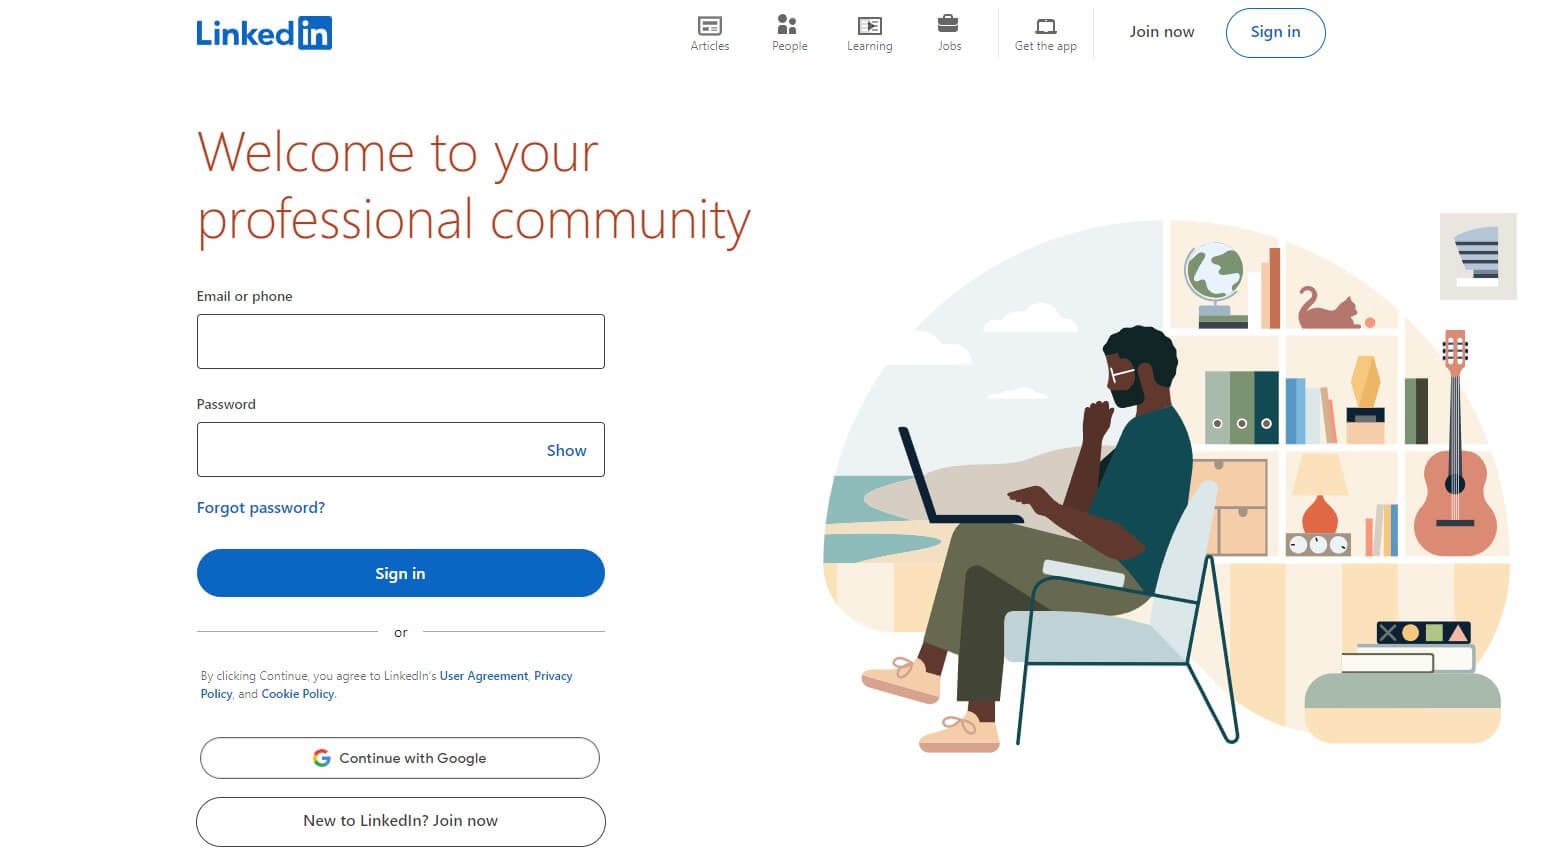 LinkedIn
Articles
People
Learning
Jobs
Get the app
Join now
Sign in
Welcome to your
professional community
Email or phone
Password
Show
Forgot password?
Sign in
or
By clicking Continue, you agree to LinkedIn's User Agreement, Privacy
Policy, and Cookie Policy.
Continue with Google
New to LinkedIn? Join now